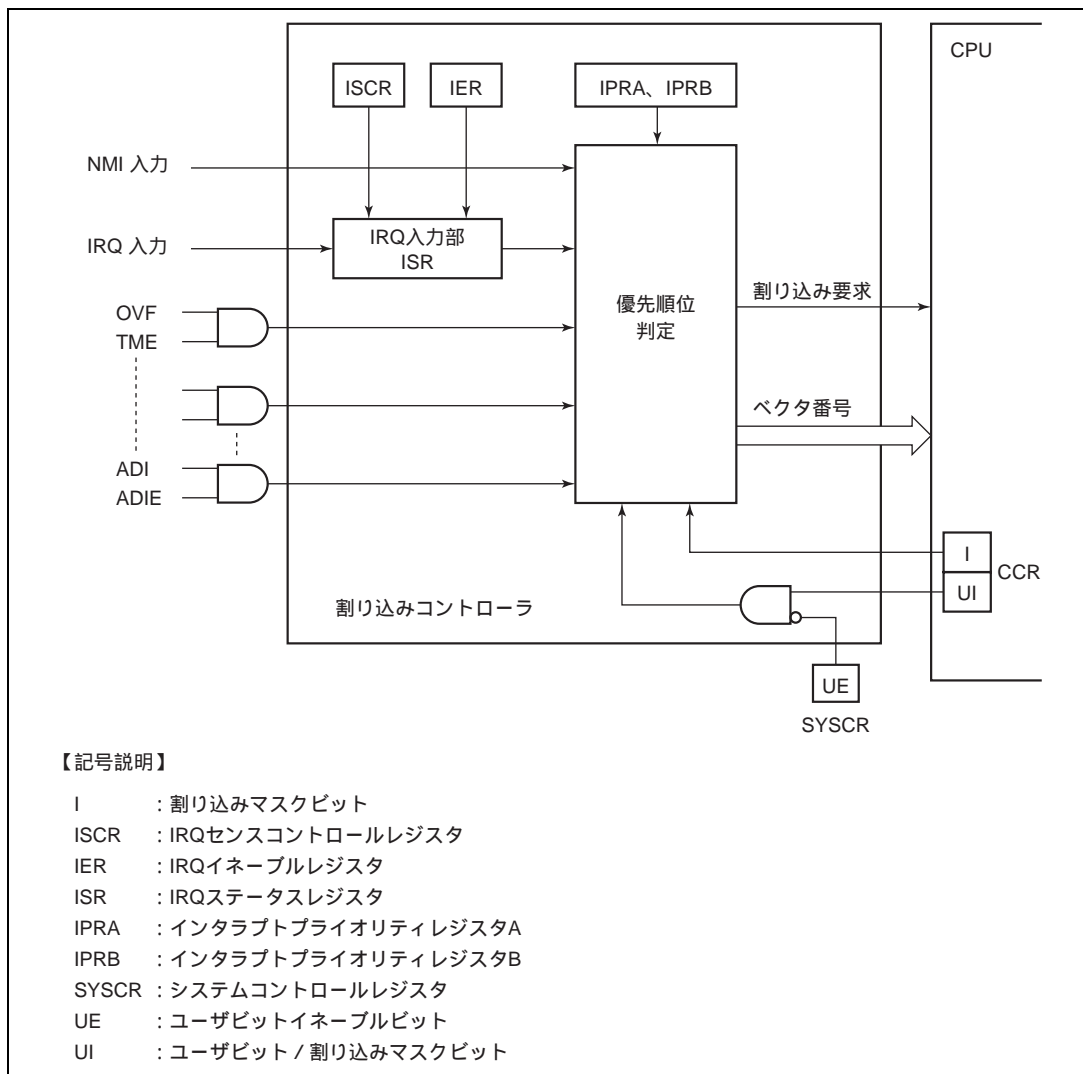 CPU
ISCR
IER
IPRA、IPRB
NMI 入力
IRQ 入力
IRQ入力部
ISR
OVF
TME
ADI
ADIE
優先順位
判定
割り込み要求
ベクタ番号
I
UI
CCR
割り込みコントローラ
UE
SYSCR
【記号説明】
I : 割り込みマスクビット
ISCR : IRQセンスコントロールレジスタ
IER : IRQイネーブルレジスタ
ISR : IRQステータスレジスタ
IPRA : インタラプトプライオリティレジスタA
IPRB : インタラプトプライオリティレジスタB
SYSCR : システムコントロールレジスタ
UE : ユーザビットイネーブルビット
UI : ユーザビット / 割り込みマスクビット